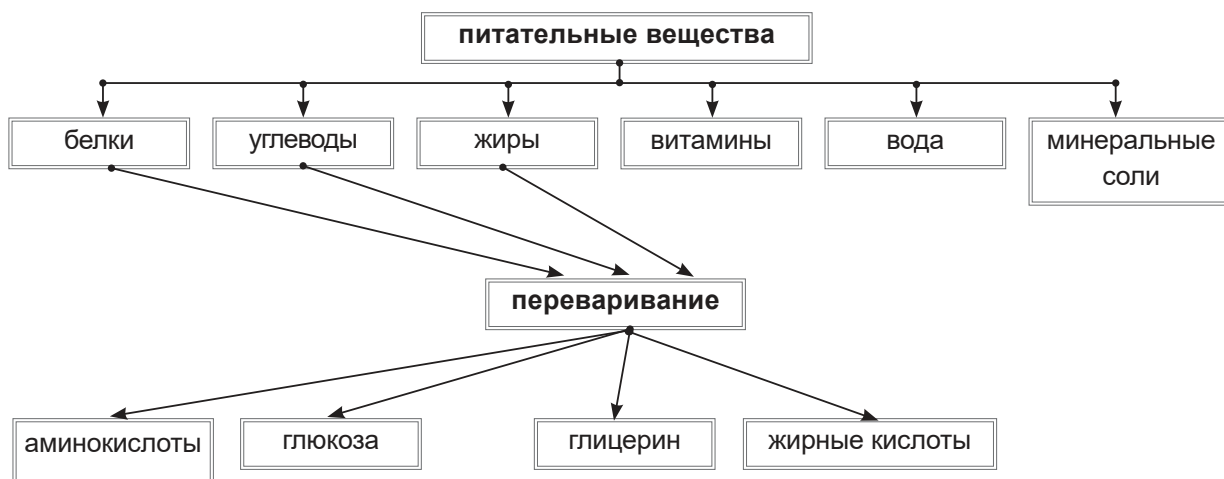 питательные вещества
белки
углеводы
жиры
витамины
вода
минеральные
соли
переваривание
аминокислоты
глюкоза
глицерин
жирные кислоты